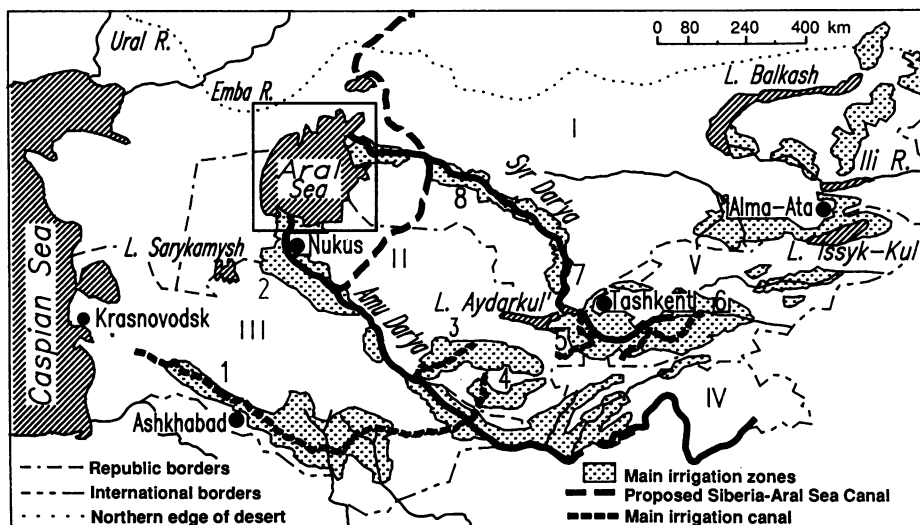 Ural R.
0 80 240 400 km
L. Balkash
Emba R.
I
Aral
Sea
Syr Darya
Ili R.
8
Alma-Ata
Nukus
II
L. Sarykamysh
V
L. Issyk-Kul
Caspian Sea
2
7
L. Aydarkul'
Tashkent
6
Krasnovodsk
Amu Darya
III
3
5
1
4
IV
Ashkhabad
Republic borders
International borders
Northern edge of desert
Main irrigation zones
Proposed Siberia-Aral Sea Canal
Main irrigation canal